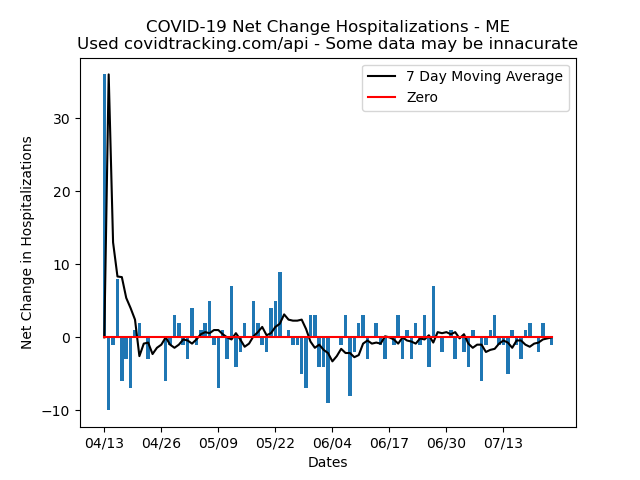 COVID-19 Net Change Hospitalizations - ME
Used covidtracking.com/api - Some data may be innacurate
7 Day Moving Average
Zero
Net Change in Hospitalizations
30
20
10
0
−10
04/13 04/26 05/09 05/22 06/04 06/17 06/30 07/13
Dates